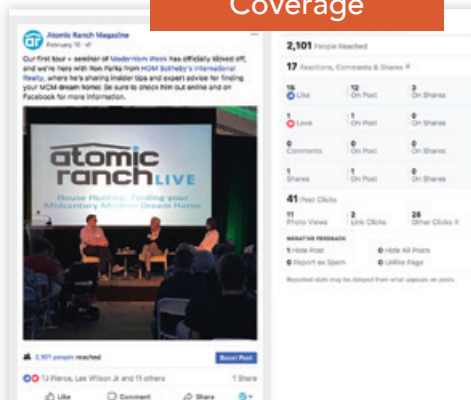 Coverage
Atomic Ranch Magazine
February 16
Our first tour + seminar of Modernism Week has officially kicked off,
and we're here with Ron Parks from HOM Sotheby's International
Realty, where he's sharing insider tips and expert advice for finding
your MCM dream home! Be sure to check him out online and on
Facebook for more information.
atomic
ranch LIVE
House Hunting: Finding your
Midcentury Modern Dream Home
2,101 people reached
Boost Post
TJ Pierce, Lee Wilson Jr and 11 others
1 Share
Like
Comment
Share
2,101 People Reached
17 Reactions, Comments & Shares
12
3
Like
On Post
On Shares
1
1
0
Love
On Post
On Shares
0
0
0
Comments
On Post
On Shares
1
1
0
Shares
On Post
On Shares
41 Post Clicks
11
2
28
Photo Views
Link Clicks
Other Clicks
NEGATIVE FEEDBACK
1 Hide Post
0 Hide All Posts
0 Report as Spam
0 Unlike Page
Reported stats may be delayed from what appears on posts